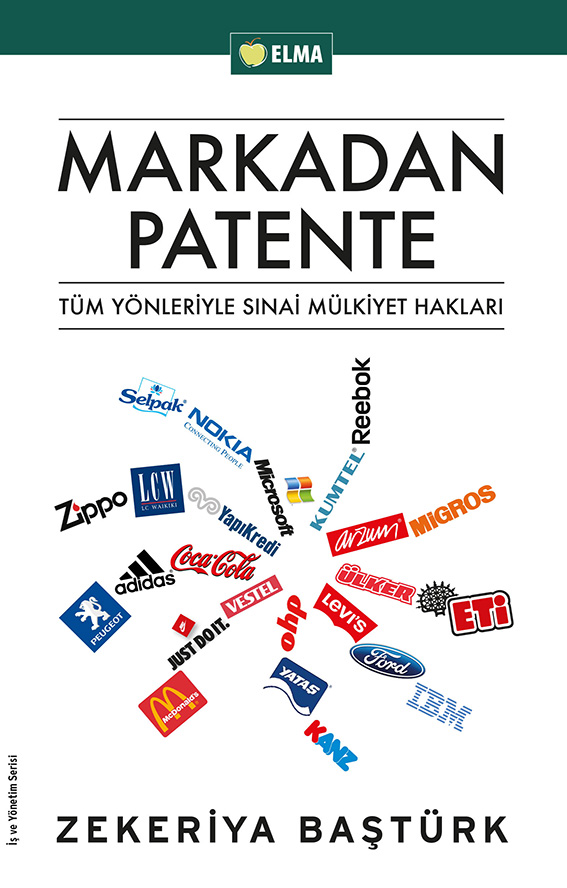 ELMA
MARKADAN
PATENTE
TÜM YÖNLERİYLE SINAİ MÜLKİYET HAKLARI
Selpak®
NOKIA
CONNECTING PEOPLE
Microsoft
KUMTEL®
Reebok
Zippo
LCW
LC WAIKIKI
YapıKredi
arzum
MiGROS
adidas
Coca-Cola
ÜLKER
ETİ
PEUGEOT
VESTEL
JUST DO IT.
ohp
LEVI'S
Ford
IBM
McDonald's
YATAŞ®
KANZ
İş ve Yönetim Serisi
ZEKERİYA BAŞTÜRK